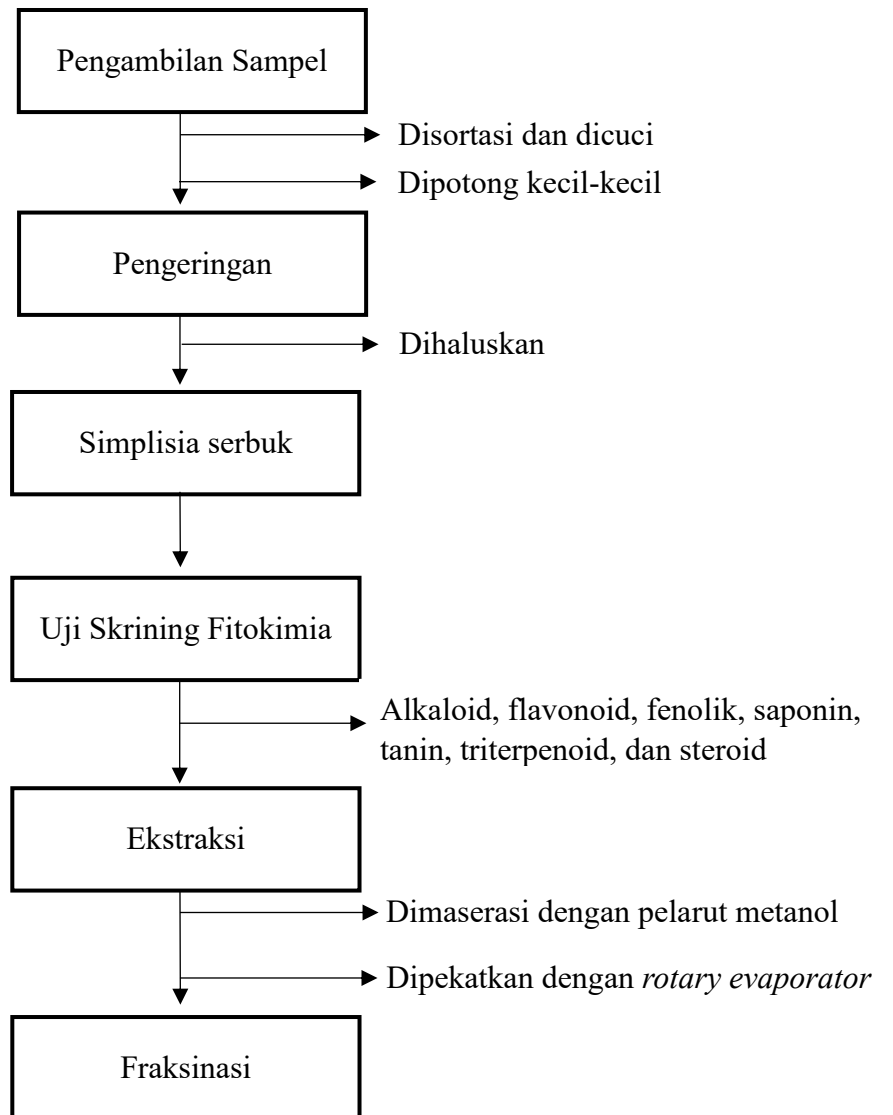 Pengambilan Sampel
Disortasi dan dicuci
Dipotong kecil-kecil
Pengeringan
Dihaluskan
Simplisia serbuk
Uji Skrining Fitokimia
Alkaloid, flavonoid, fenolik, saponin,
tanin, triterpenoid, dan steroid
Ekstraksi
Dimaserasi dengan pelarut metanol
Dipekatkan dengan rotary evaporator
Fraksinasi